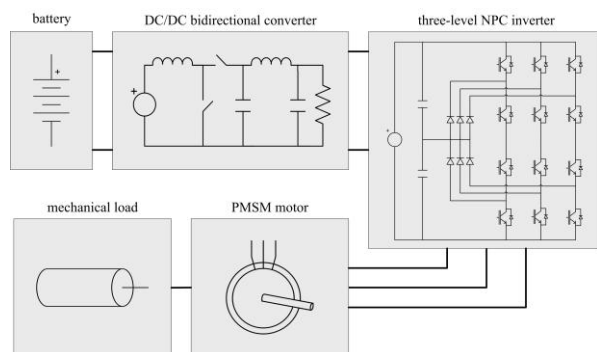 battery
DC/DC bidirectional converter
three-level NPC inverter
+
+
+
mechanical load
PMSM motor